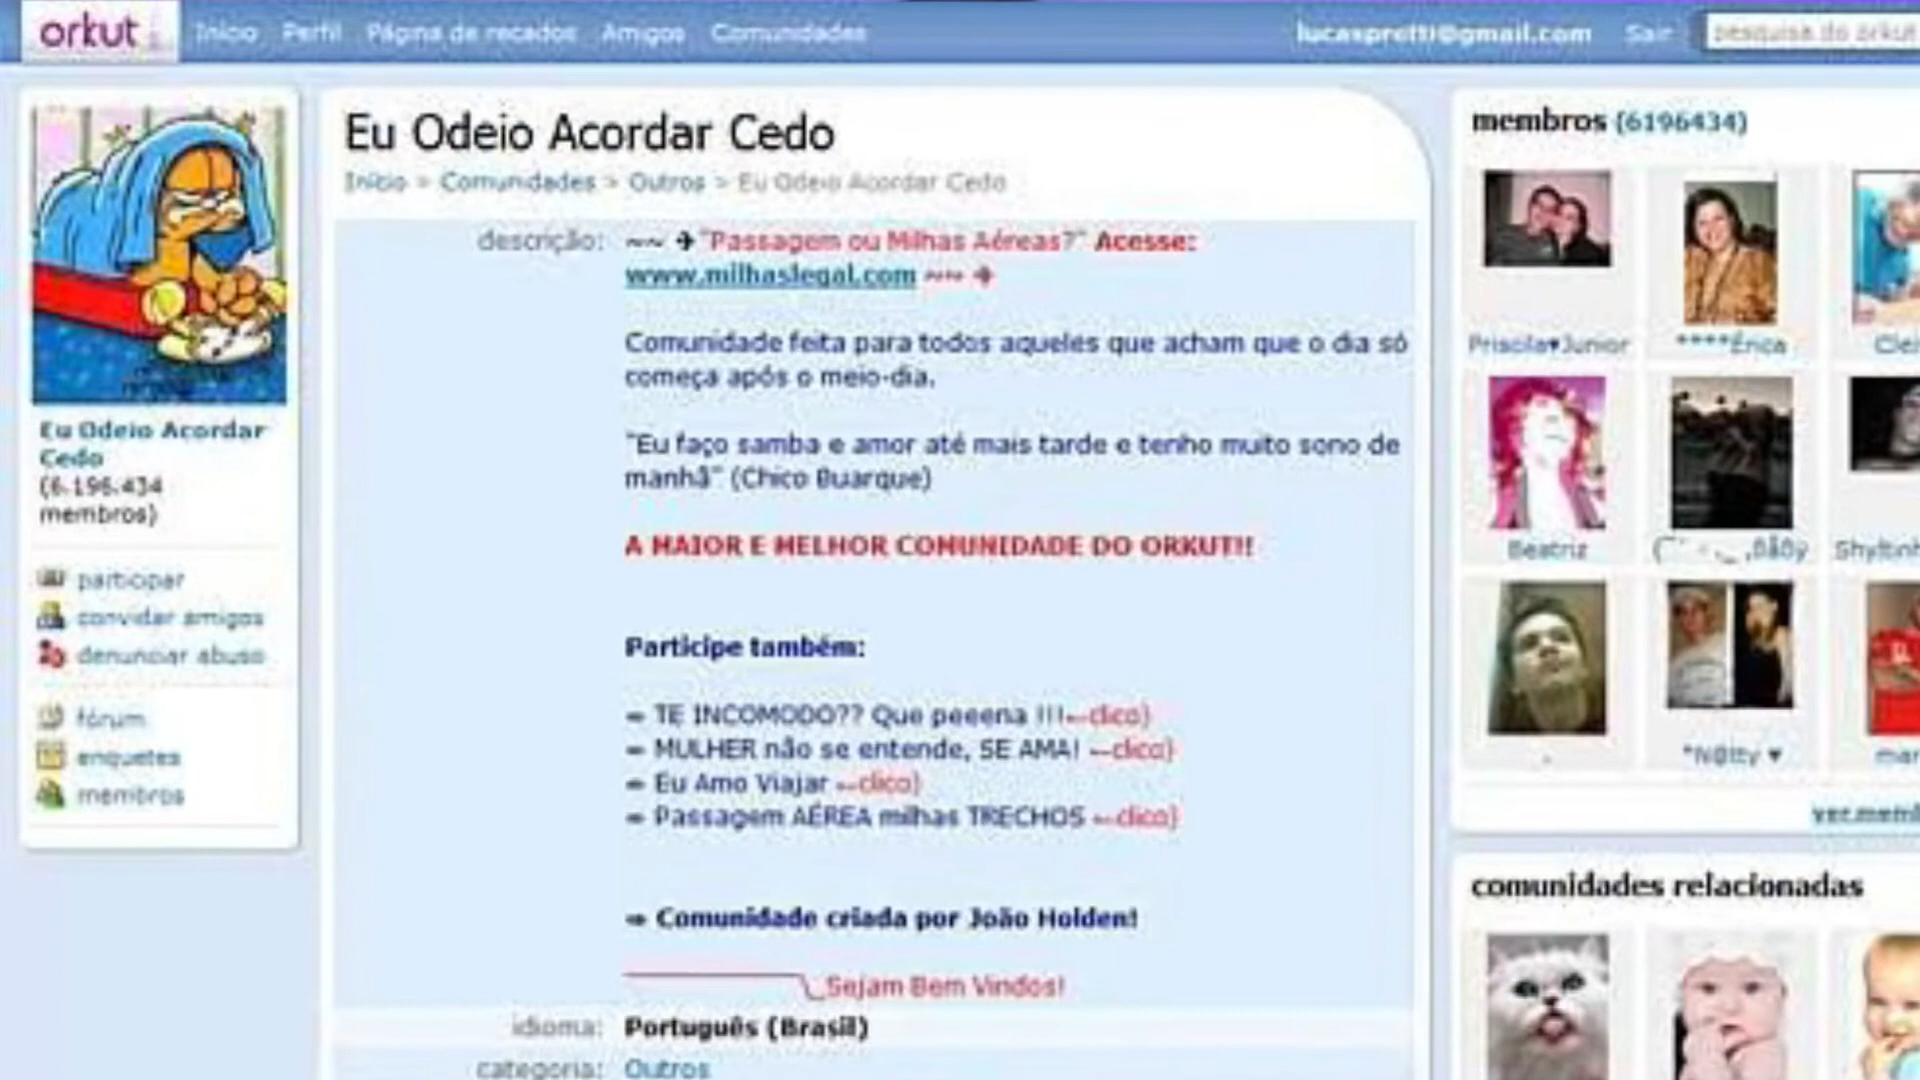 orkut
Início Perfil Página de recados Amigos Comunidades
lucaspretti@gmail.com Sair pesquisa do orkut
Eu Odeio Acordar
Cedo
(6.196.434
membros)
participar
convidar amigos
denunciar abuso
fórum
enquetes
membros
Eu Odeio Acordar Cedo
Início > Comunidades > Outros > Eu Odeio Acordar Cedo
descrição: ~~ ✈"Passagem ou Milhas Aéreas?" Acesse:
www.milhaslegal.com ~~ ✈
Comunidade feita para todos aqueles que acham que o dia só
começa após o meio-dia.
"Eu faço samba e amor até mais tarde e tenho muito sono de
manhã" (Chico Buarque)
A MAIOR E MELHOR COMUNIDADE DO ORKUT!!
Participe também:
➨ TE INCOMODO?? Que peeena !!!←clico}
➨ MULHER não se entende, SE AMA! ←clico}
➨ Eu Amo Viajar ←clico}
➨ Passagem AÉREA milhas TRECHOS ←clico}
➨ Comunidade criada por João Holden!
Sejam Bem Vindos!
idioma: Português (Brasil)
categoria: Outros
membros (6196434)
Priscila♥Junior ****Érica
Beatriz
*N@tty ♥
comunidades relacionadas